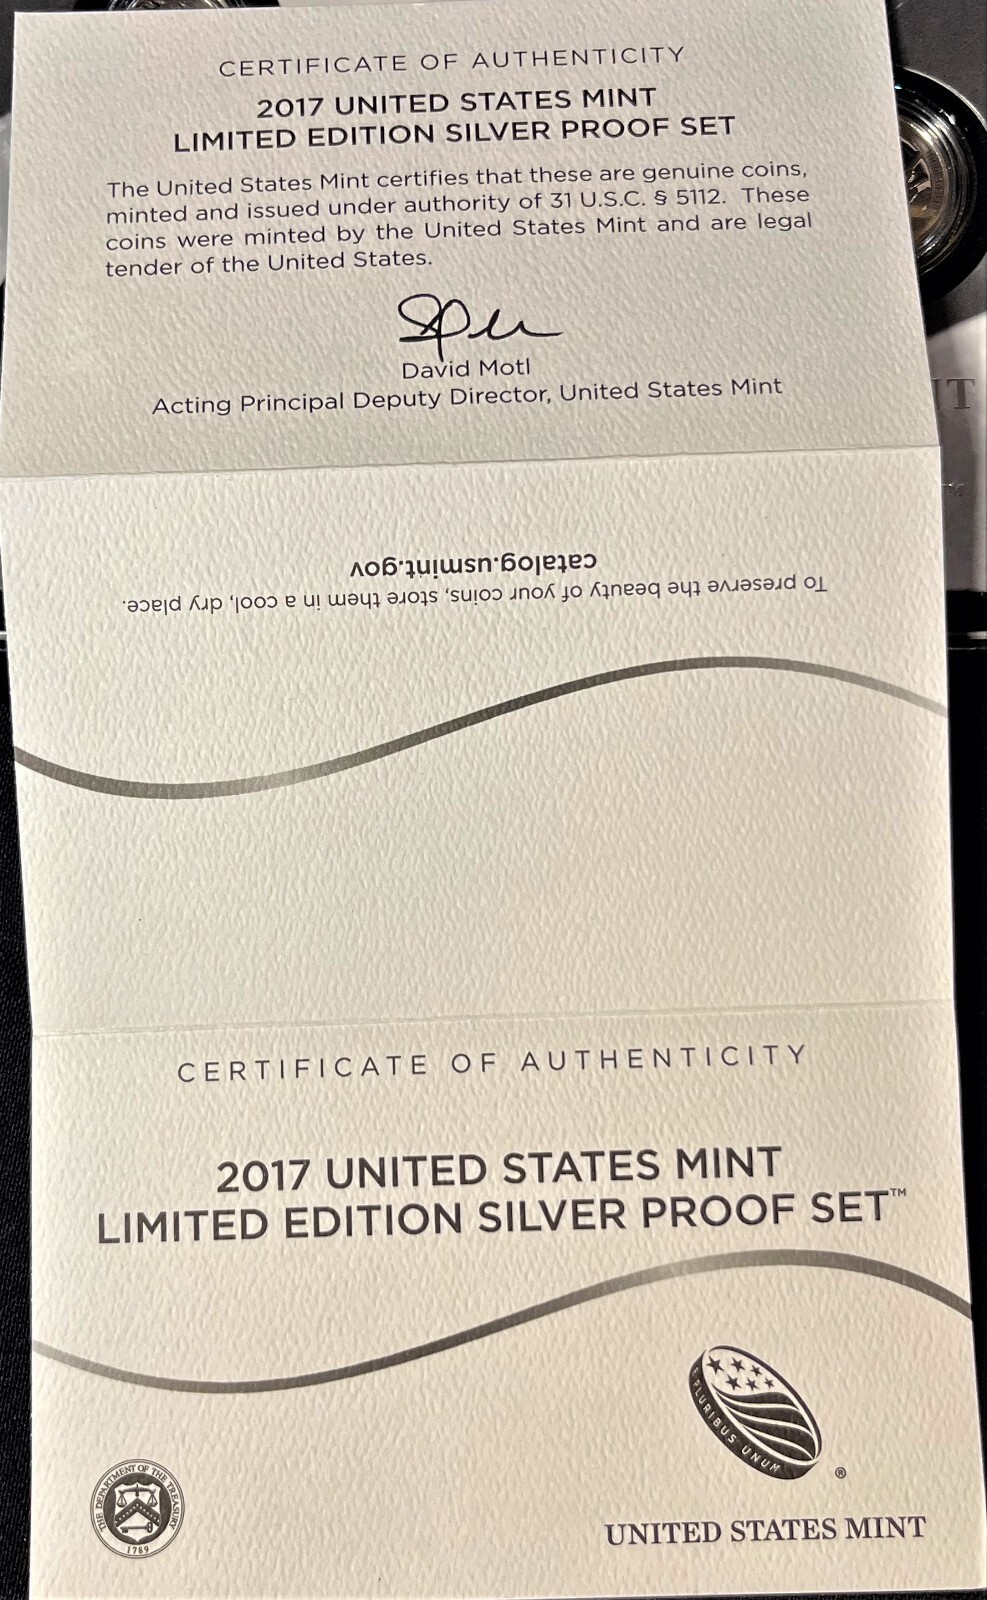 CERTIFICATE OF AUTHENTICITY
2017 UNITED STATES MINT
LIMITED EDITION SILVER PROOF SET
The United States Mint certifies that these are genuine coins,
minted and issued under authority of 31 U.S.C. § 5112. These
coins were minted by the United States Mint and are legal
tender of the United States.
David Motl
Acting Principal Deputy Director, United States Mint
To preserve the beauty of your coins, store them in a cool, dry place.
catalog.usmint.gov
CERTIFICATE OF AUTHENTICITY
2017 UNITED STATES MINT
LIMITED EDITION SILVER PROOF SET™
E PLURIBUS UNUM
®
THE DEPARTMENT OF THE TREASURY
1789
UNITED STATES MINT